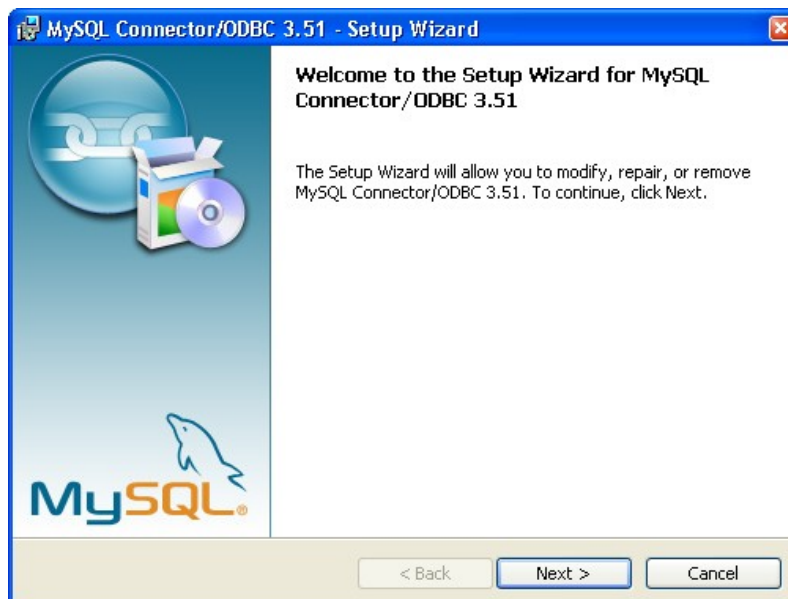 MySQL Connector/ODBC 3.51 - Setup Wizard
Welcome to the Setup Wizard for MySQL
Connector/ODBC 3.51
The Setup Wizard will allow you to modify, repair, or remove
MySQL Connector/ODBC 3.51. To continue, click Next.
MySQL®
< Back
Next >
Cancel